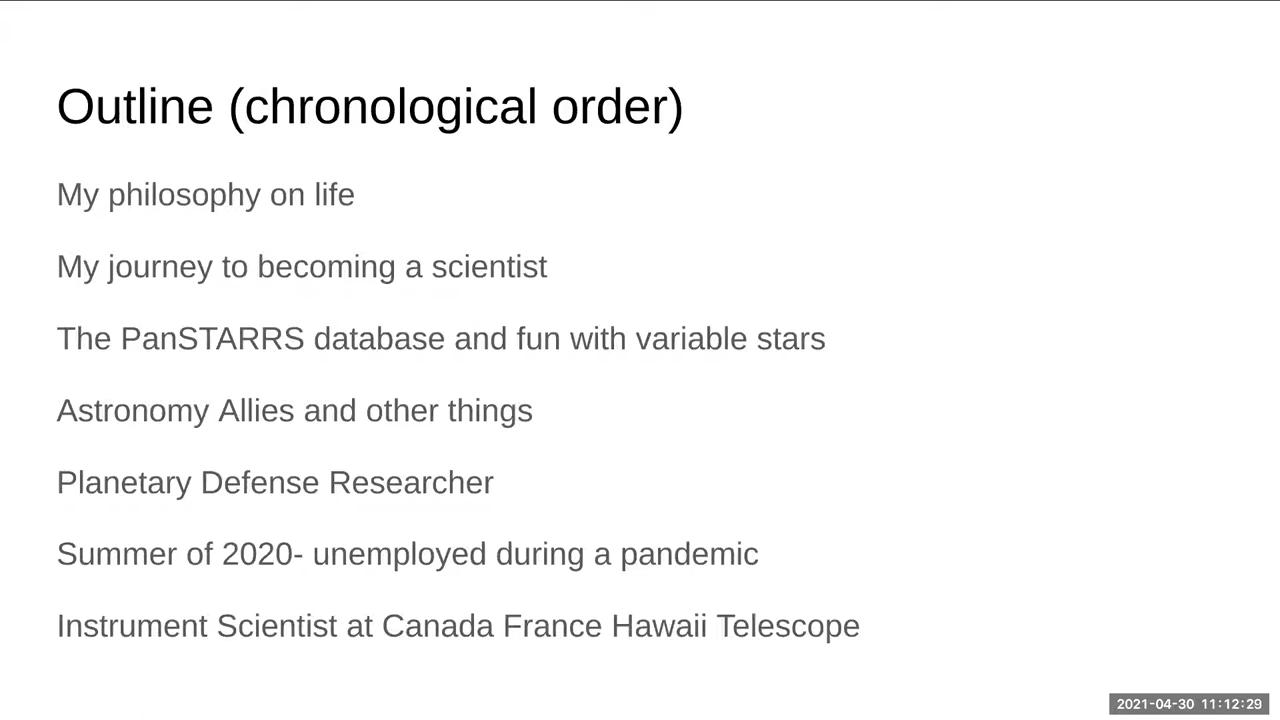 Outline (chronological order)
My philosophy on life
My journey to becoming a scientist
The PanSTARRS database and fun with variable stars
Astronomy Allies and other things
Planetary Defense Researcher
Summer of 2020- unemployed during a pandemic
Instrument Scientist at Canada France Hawaii Telescope
2021-04-30 11:12:29